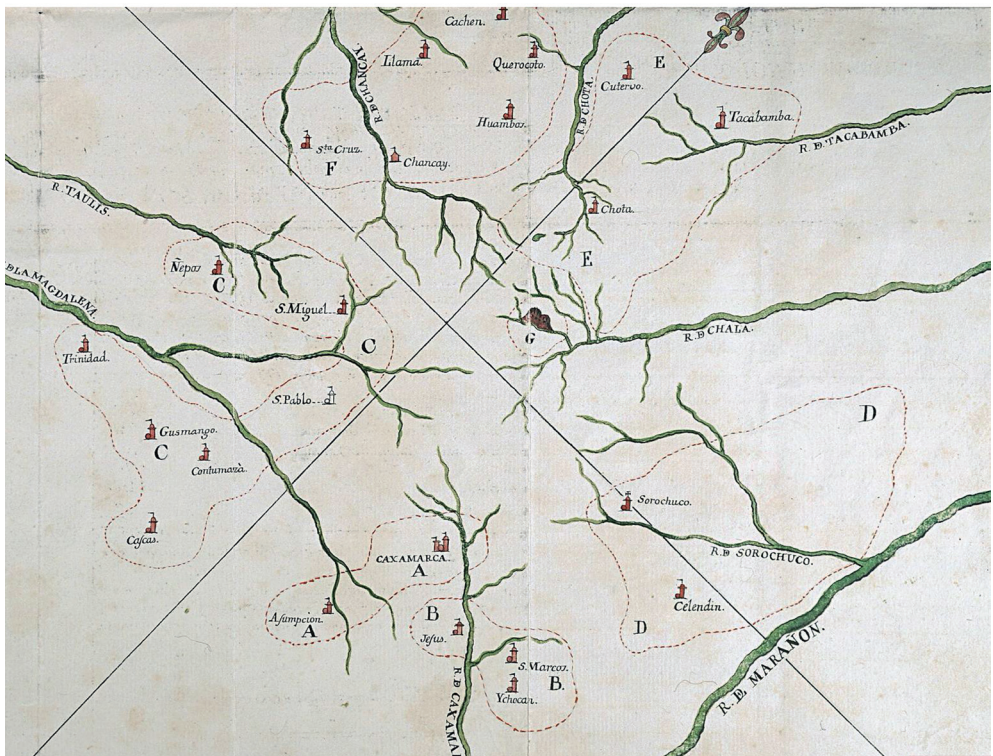 Cachen.
Llama.
Querocoto.
E
Cutervo.
R. D CHANCAY
R. D. CHOTA.
Tacabamba.
Huambos.
R. D. TACABAMBA.
Sta. Cruz.
F
Chancay.
R. TAULIS.
Chota.
E
Ñepos
C
S. Miguel
DE LA MAGDALENA.
R. D CHALA.
G
Trinidad.
C
S. Pablo
D
Gusmango.
C
Contumazà
Cascas.
Sorochuco.
CAXAMARCA.
A
R. D SOROCHUCO.
Celendin.
Asumpcion.
A
B
Jesus.
D
R. D. MARAÑON.
S. Marcos.
B.
Ychocan.
R. D CAXAMA